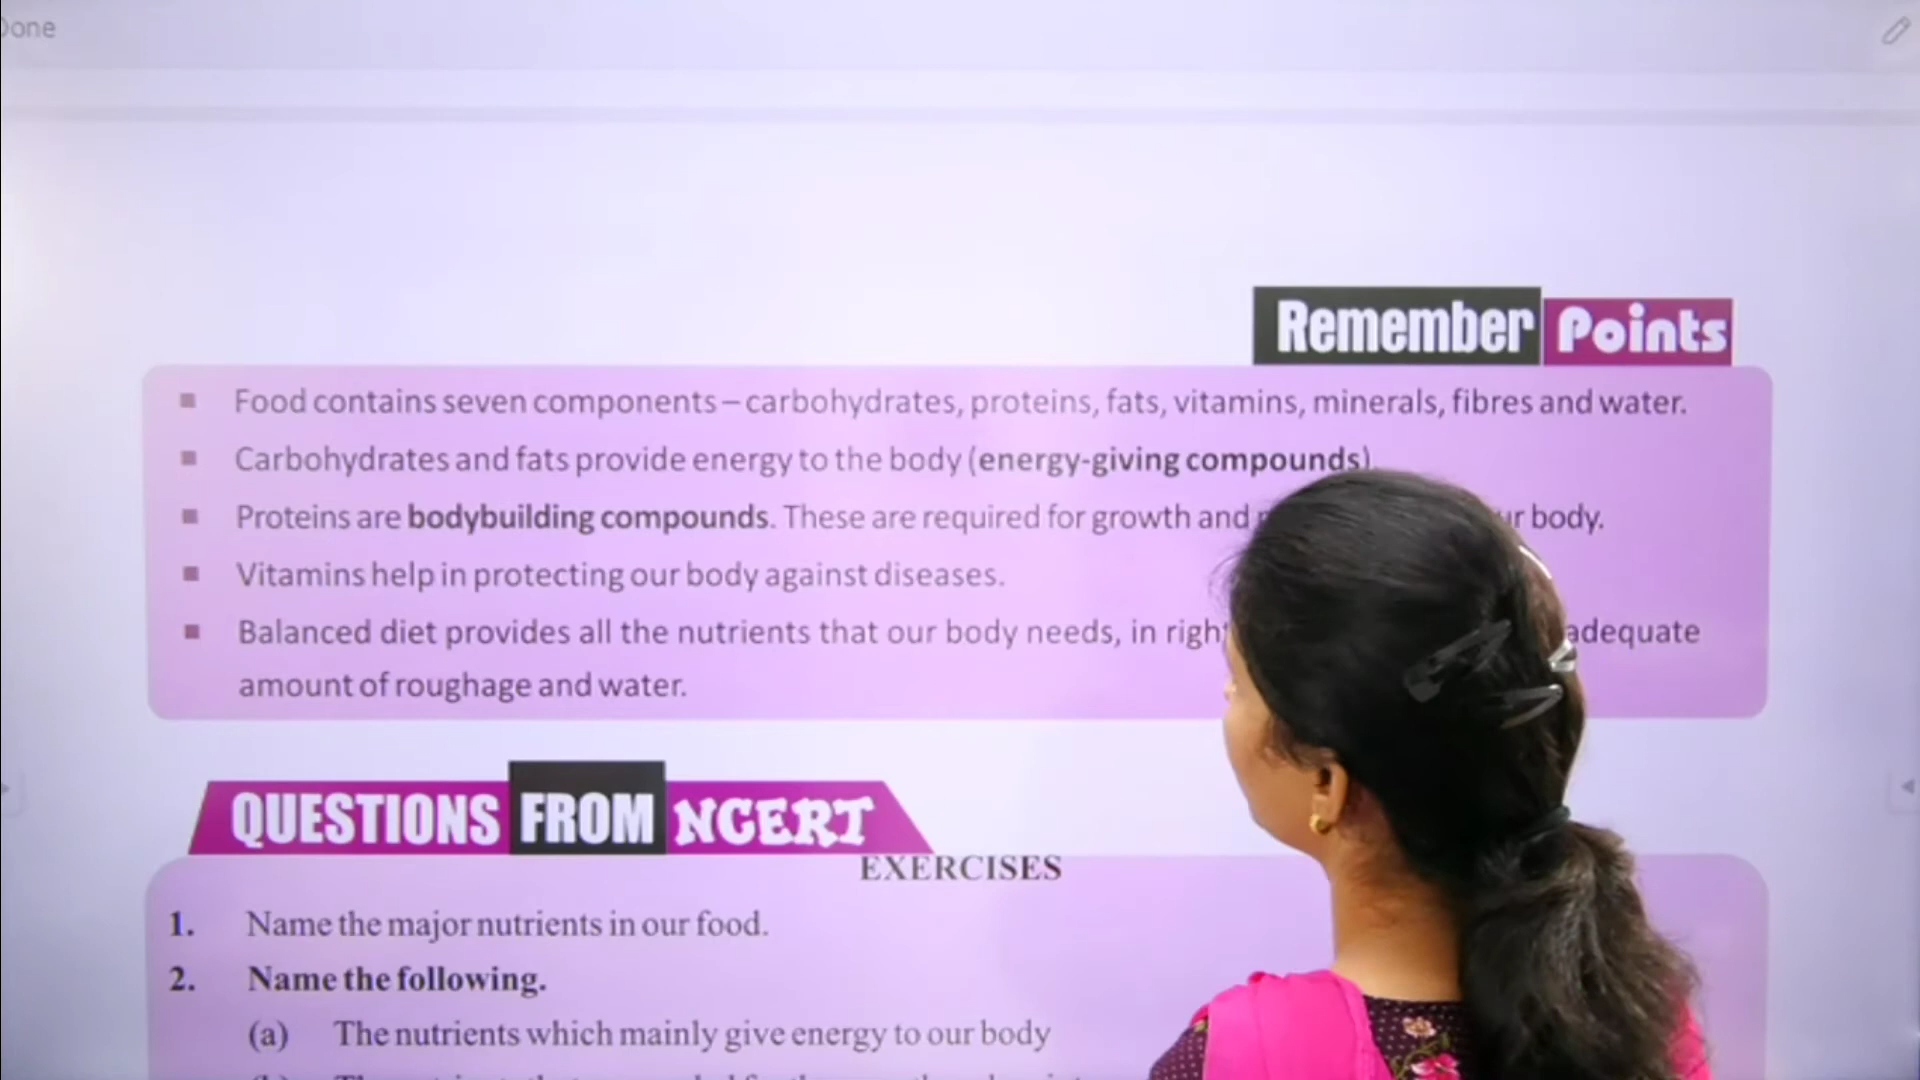 Done
Remember Points
Food contains seven components – carbohydrates, proteins, fats, vitamins, minerals, fibres and water.
Carbohydrates and fats provide energy to the body (energy-giving compounds)
Proteins are bodybuilding compounds. These are required for growth and body.
Vitamins help in protecting our body against diseases.
Balanced diet provides all the nutrients that our body needs, in right adequate
amount of roughage and water.
QUESTIONS FROM NCERT
EXERCISES
1. Name the major nutrients in our food.
2. Name the following.
(a) The nutrients which mainly give energy to our body